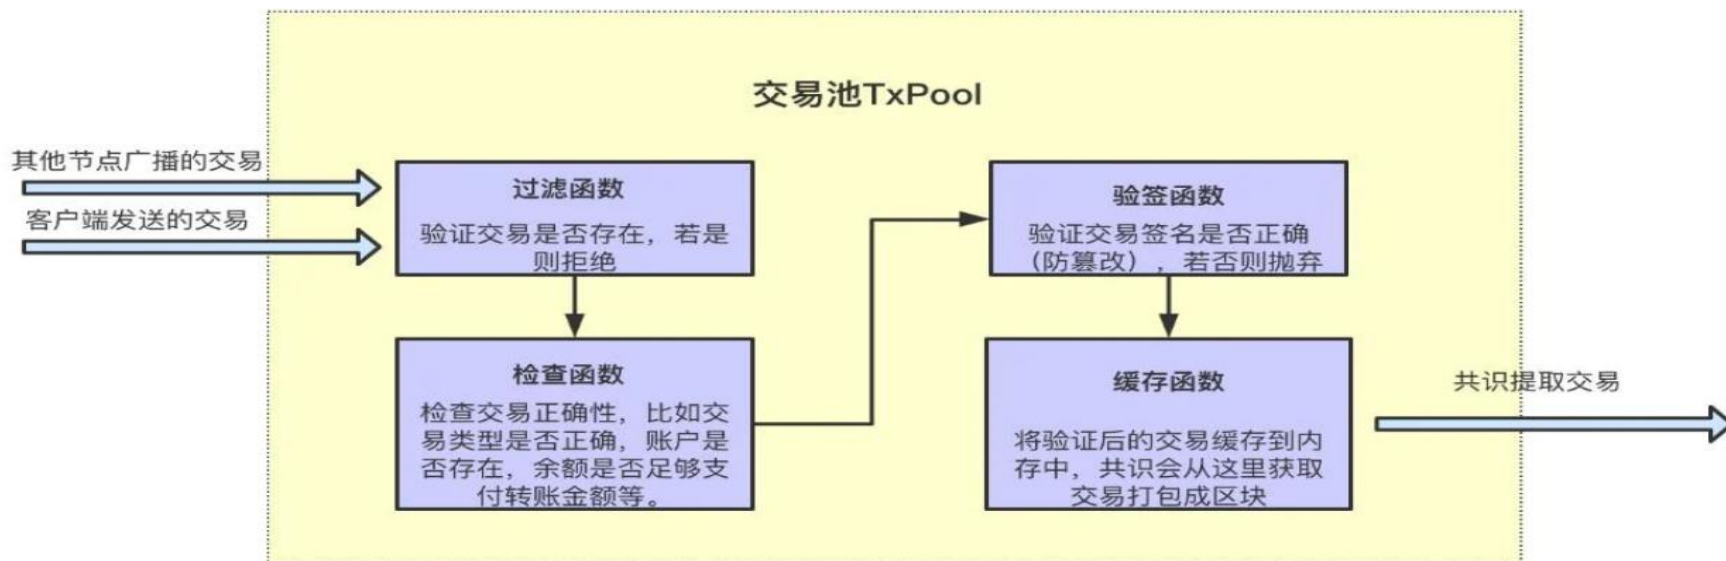 交易池TxPool
其他节点广播的交易
客户端发送的交易
过滤函数
验证交易是否存在，若是
则拒绝
检查函数
检查交易正确性，比如交
易类型是否正确，账户是
否存在，余额是否足够支
付转账金额等。
验签函数
验证交易签名是否正确
（防篡改），若否则抛弃
缓存函数
将验证后的交易缓存到内
存中，共识会从这里获取
交易打包成区块
共识提取交易